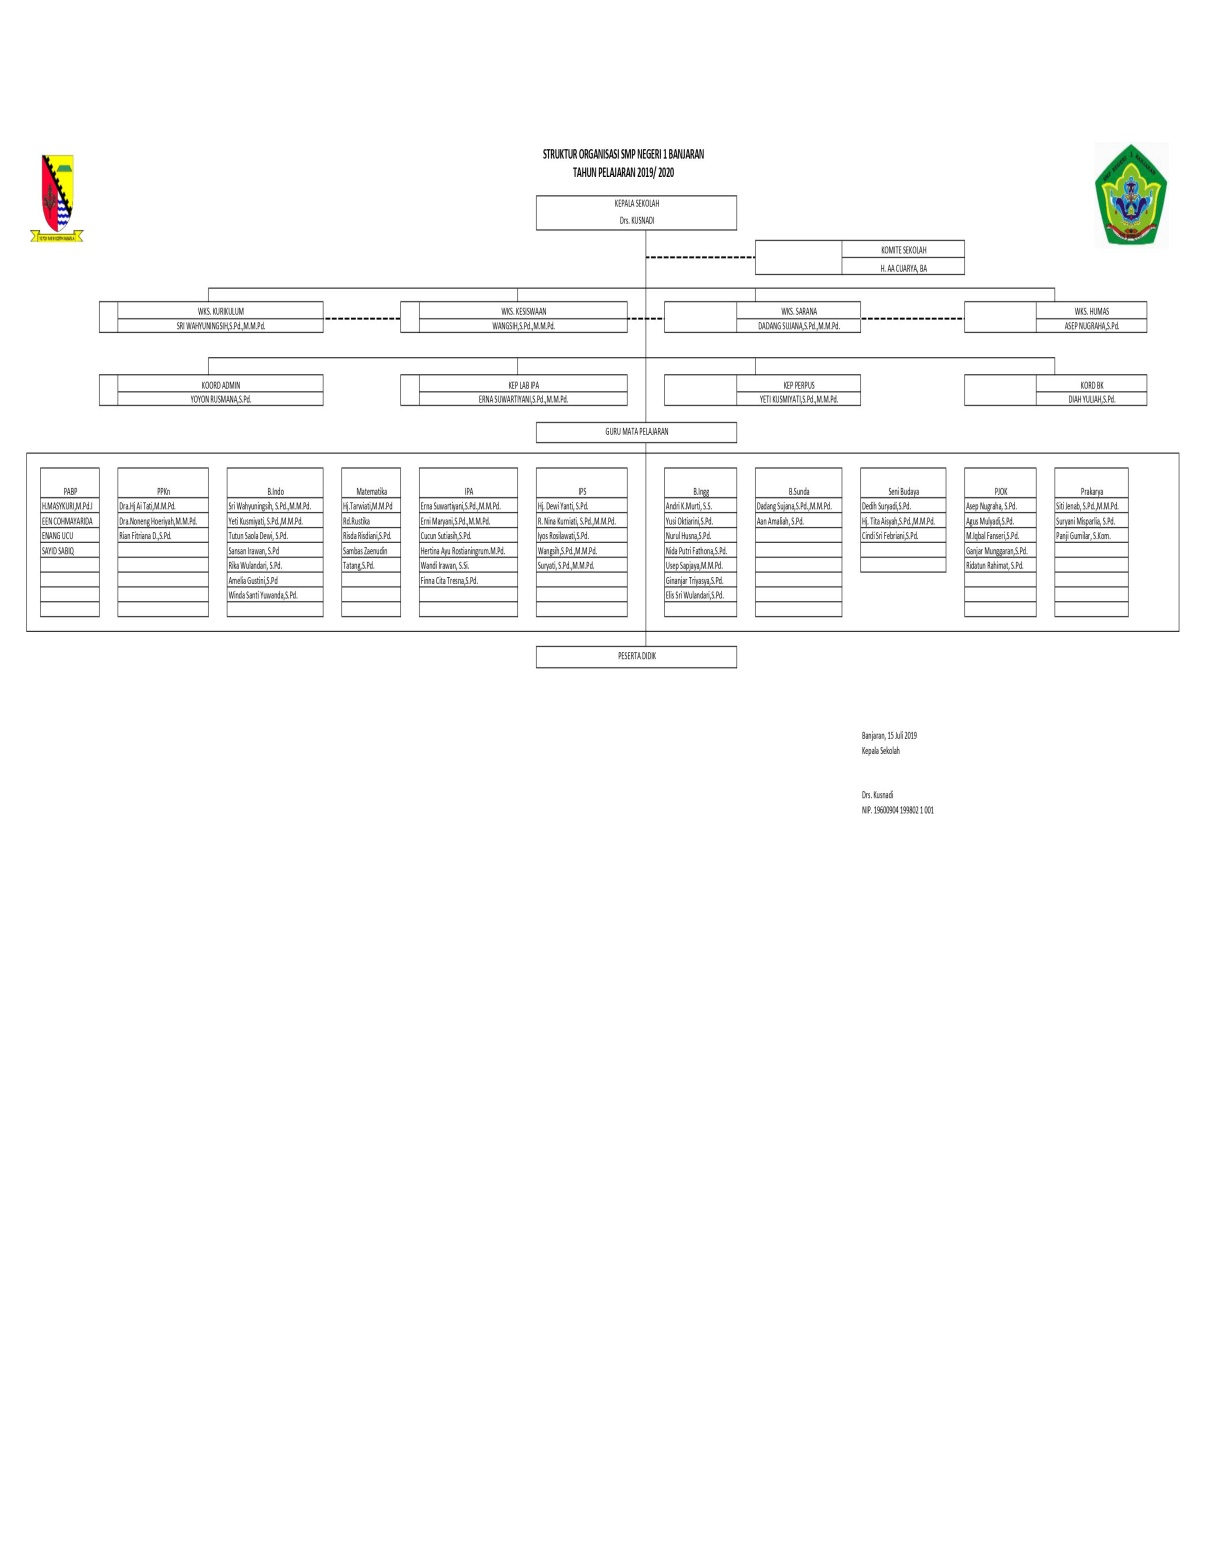 STRUKTUR ORGANISASI SMP NEGERI 1 BANJARAN
TAHUN PELAJARAN 2019/ 2020
SMP NEGERI 1 BANJARAN
KEPALA SEKOLAH
Drs. KUSNADI
KOMITE SEKOLAH
H. AA CUARYA, BA
WKS. KURIKULUM
SRI WAHYUNINGSIH,S.Pd.,M.M.Pd.
WKS. KESISWAAN
WANGSIH,S.Pd.,M.M.Pd.
WKS. SARANA
DADANG SUJANA,S.Pd.,M.M.Pd.
WKS. HUMAS
ASEP NUGRAHA,S.Pd.
KOORD ADMIN
YOYON RUSMANA,S.Pd.
KEP LAB IPA
ERNA SUWARTIYANI,S.Pd.,M.M.Pd.
KEP PERPUS
YETI KUSMIYATI,S.Pd.,M.M.Pd.
KORD BK
DIAH YULIAH,S.Pd.
GURU MATA PELAJARAN
PABP
H.MASYKURI,M.Pd.I
EEN COHMAYARIDA
ENANG UCU
SAYID SABIQ
PPKn
Dra.Hj Ai Tati,M.M.Pd.
Dra.Noneng Hoeriyah,M.M.Pd.
Rian Fitriana D.,S.Pd.
B.Indo
Sri Wahyuningsih, S.Pd.,M.M.Pd.
Yeti Kusmiyati, S.Pd.,M.M.Pd.
Tutun Saola Dewi, S.Pd.
Sansan Irawan, S.Pd
Rika Wulandari, S.Pd.
Amelia Gustini,S.Pd
Winda Santi Yuwanda,S.Pd.
Matematika
Hj.Tarwiati,M.M.Pd
Rd.Rustika
Risda Risdiani,S.Pd.
Sambas Zaenudin
Tatang,S.Pd.
IPA
Erna Suwartiyani,S.Pd.,M.M.Pd.
Erni Maryani,S.Pd.,M.M.Pd.
Cucun Sutiasih,S.Pd.
Hertina Ayu Rostianingrum.M.Pd.
Wandi Irawan, S.Si.
Finna Cita Tresna,S.Pd.
IPS
Hj. Dewi Yanti, S.Pd.
R. Nina Kurniati, S.Pd.,M.M.Pd.
Iyos Rosilawati,S.Pd.
Wangsih,S.Pd.,M.M.Pd.
Suryati, S.Pd.,M.M.Pd.
B.Ingg
Andri K.Murti, S.S.
Yusi Oktiarini,S.Pd.
Nurul Husna,S.Pd.
Nida Putri Fathona,S.Pd.
Usep Sapjaya,M.M.Pd.
Ginanjar Triyasya,S.Pd.
Elis Sri Wulandari,S.Pd.
B.Sunda
Dadang Sujana,S.Pd.,M.M.Pd.
Aan Amaliah, S.Pd.
Seni Budaya
Dedih Suryadi,S.Pd.
Hj. Tita Aisyah,S.Pd.,M.M.Pd.
Cindi Sri Febriani,S.Pd.
PJOK
Asep Nugraha, S.Pd.
Agus Mulyadi,S.Pd.
M.Iqbal Fanseri,S.Pd.
Ganjar Munggaran,S.Pd.
Ridatun Rahimat, S.Pd.
Prakarya
Siti Jenab, S.Pd.,M.M.Pd.
Suryani Misparlia, S.Pd.
Panji Gumilar, S.Kom.
PESERTA DIDIK
Banjaran, 15 Juli 2019
Kepala Sekolah
Drs. Kusnadi
NIP. 19600904 199802 1 001